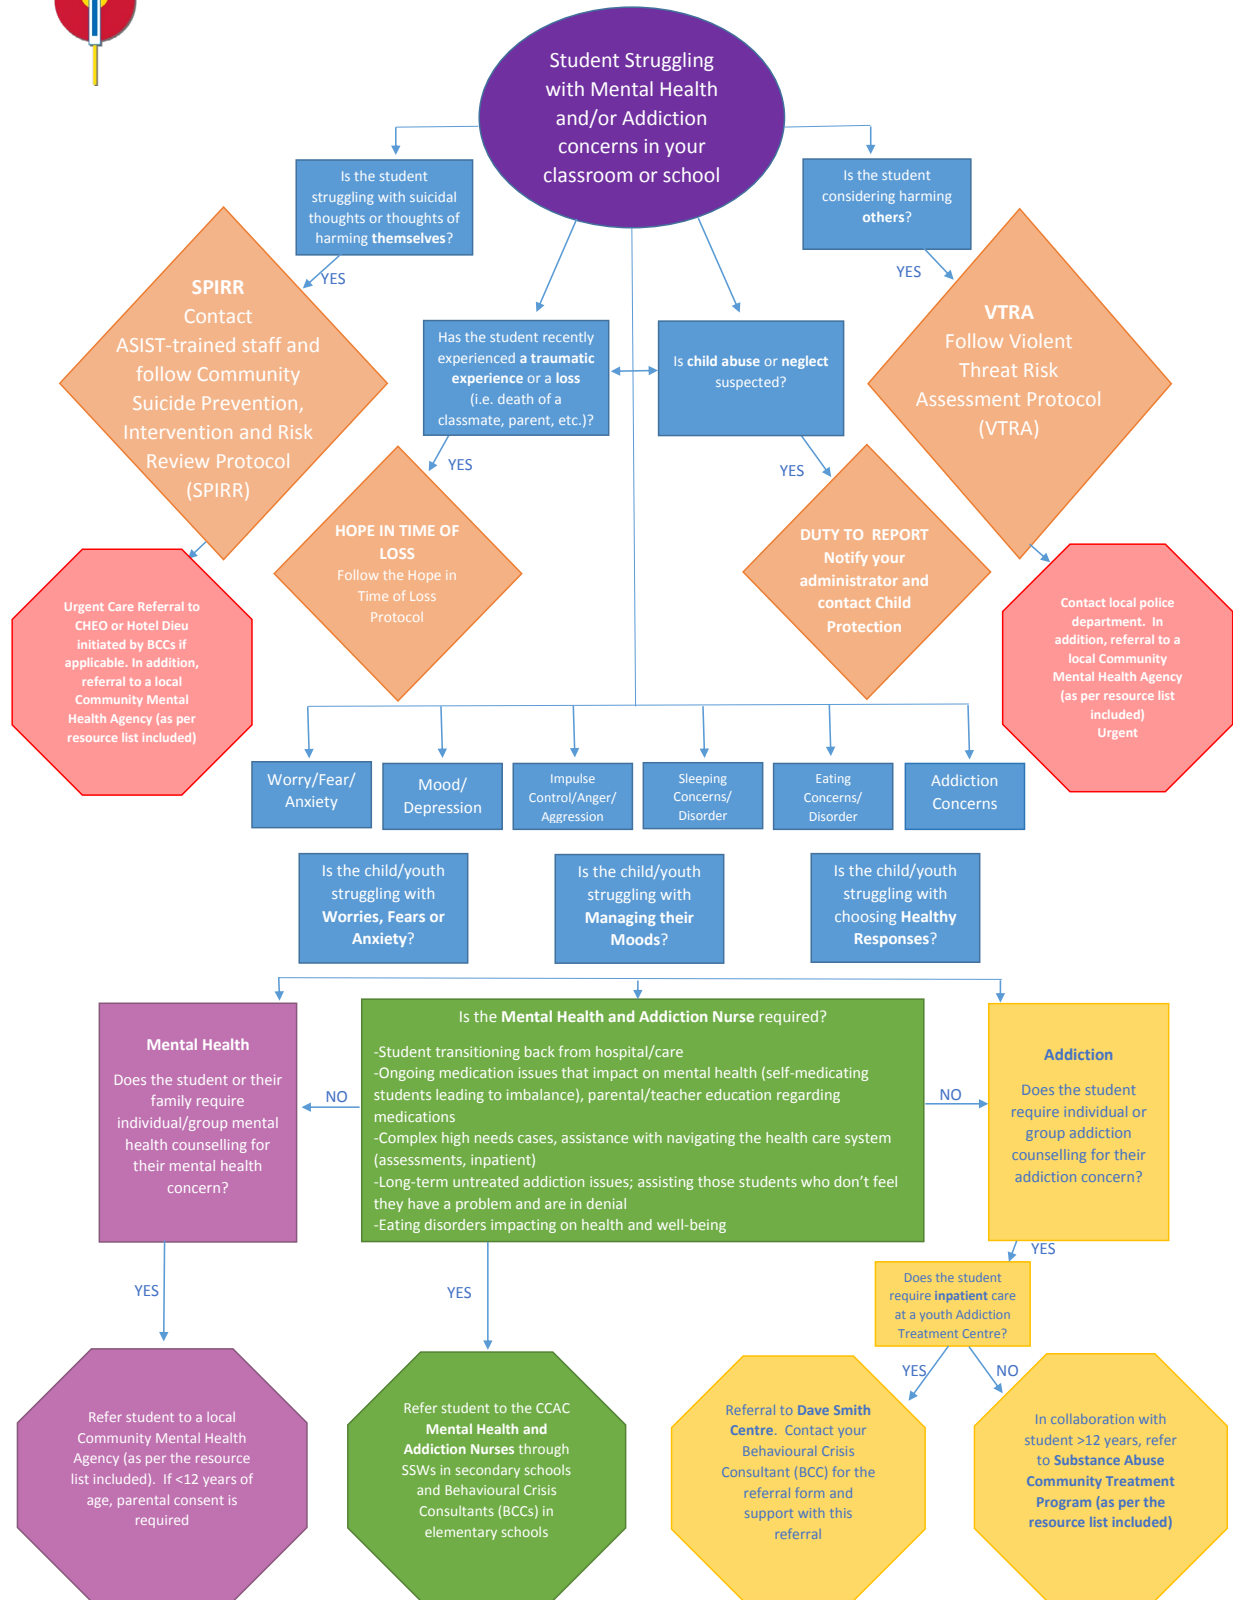 Student Struggling
with Mental Health
and/or Addiction
concerns in your
classroom or school
Is the student
struggling with suicidal
thoughts or thoughts of
harming themselves?
Is the student
considering harming
others?
YES
YES
SPIRR
Contact
ASIST-trained staff and
follow Community
Suicide Prevention,
Intervention and Risk
Review Protocol
(SPIRR)
Has the student recently
experienced a traumatic
experience or a loss
(i.e. death of a
classmate, parent, etc.)?
Is child abuse or neglect
suspected?
VTRA
Follow Violent
Threat Risk
Assessment Protocol
(VTRA)
YES
YES
HOPE IN TIME OF
LOSS
Follow the Hope in
Time of Loss
Protocol
DUTY TO  REPORT
Notify your
administrator and
contact Child
Protection
Urgent Care Referral to
CHEO or Hotel Dieu
initiated by BCCs if
applicable. In addition,
referral to a local
Community Mental
Health Agency (as per
resource list included)
Contact local police
department.  In
addition, referral to a
local Community
Mental Health Agency
(as per resource list
included)
Urgent
Worry/Fear/
Anxiety
Mood/
Depression
Impulse
Control/Anger/
Aggression
Sleeping
Concerns/
Disorder
Eating
Concerns/
Disorder
Addiction
Concerns
Is the child/youth
struggling with
Worries, Fears or
Anxiety?
Is the child/youth
struggling with
Managing their
Moods?
Is the child/youth
struggling with
choosing Healthy
Responses?
Mental Health
Does the student or their
family require
individual/group mental
health counselling for
their mental health
concern?
NO
Is the Mental Health and Addiction Nurse required?
-Student transitioning back from hospital/care
-Ongoing medication issues that impact on mental health (self-medicating
students leading to imbalance), parental/teacher education regarding
medications
-Complex high needs cases, assistance with navigating the health care system
(assessments, inpatient)
-Long-term untreated addiction issues; assisting those students who don't feel
they have a problem and are in denial
-Eating disorders impacting on health and well-being
NO
Addiction
Does the student
require individual or
group addiction
counselling for their
addiction concern?
YES
YES
YES
Does the student
require inpatient care
at a youth Addiction
Treatment Centre?
YES
NO
Refer student to a local
Community Mental Health
Agency (as per the resource
list included).  If <12 years of
age, parental consent is
required
Refer student to the CCAC
Mental Health and
Addiction Nurses through
SSWs in secondary schools
and Behavioural Crisis
Consultants (BCCs) in
elementary schools
Referral to Dave Smith
Centre.  Contact your
Behavioural Crisis
Consultant (BCC) for the
referral form and
support with this
referral
In collaboration with
student >12 years, refer
to Substance Abuse
Community Treatment
Program (as per the
resource list included)